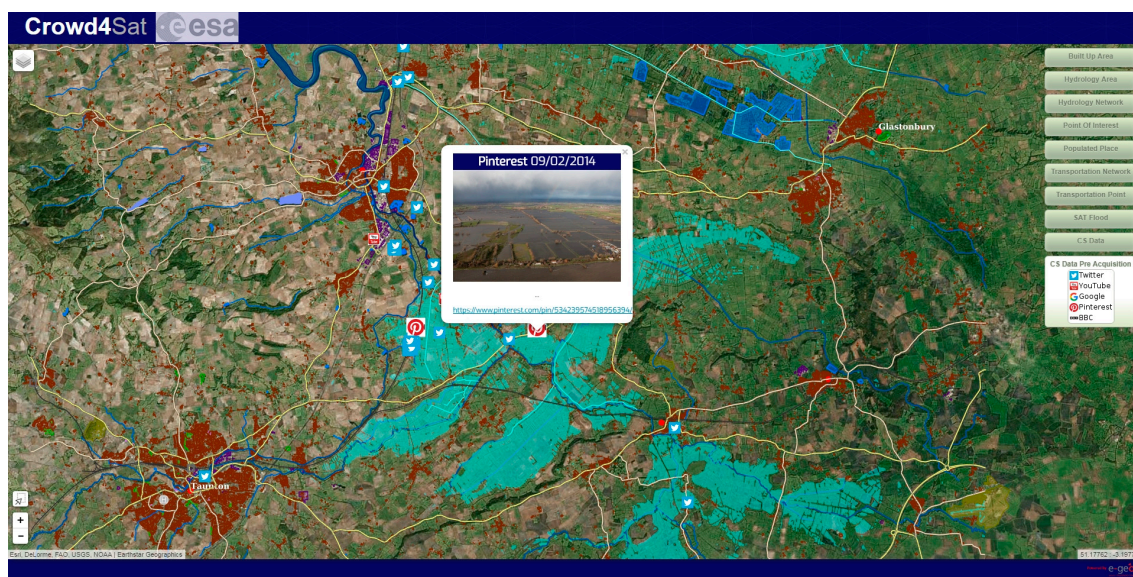 Crowd4Sat eesa
Built Up Area
Hydrology Area
Hydrology Network
Point Of Interest
Populated Place
Transportation Network
Transportation Point
SAT Flood
CS Data
CS Data Pre Acquisition
Twitter
YouTube
Google
Pinterest
BBC
Glastonbury
Pinterest 09/02/2014
...
https://www.pinterest.com/pin/534239574518956394/
Taunton
+
−
Esri, DeLorme, FAO, USGS, NOAA | Earthstar Geographics